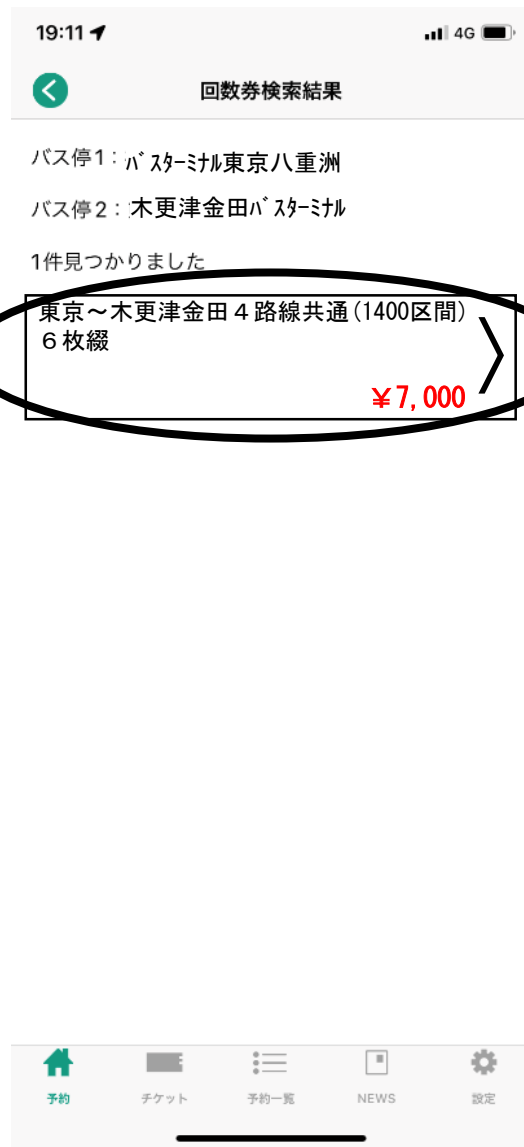 19:11 4G
回数券検索結果
バス停1：バスターミナル東京八重洲
バス停2：木更津金田バスターミナル
1件見つかりました
東京～木更津金田４路線共通(1400区間)
６枚綴
¥7,000
予約 チケット 予約一覧 NEWS 設定